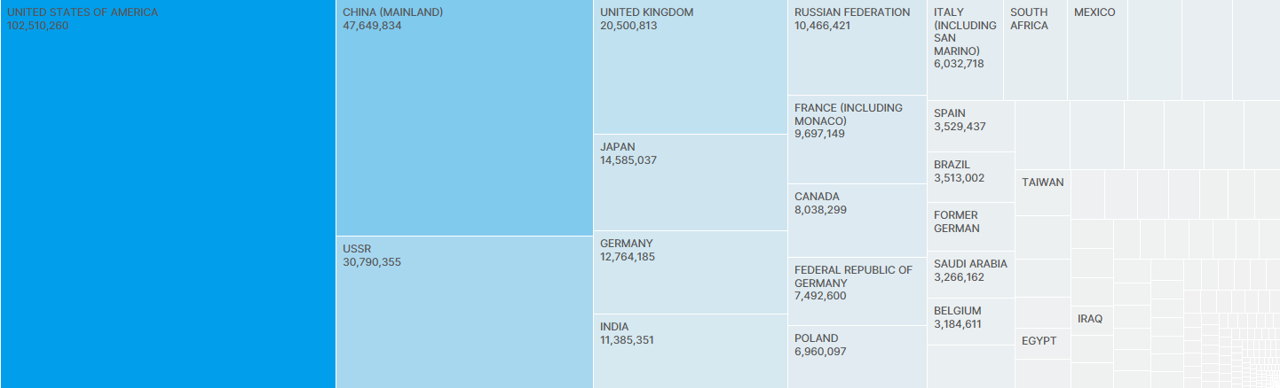 UNITED STATES OF AMERICA
102,510,260
CHINA (MAINLAND)
47,649,834
USSR
30,790,355
UNITED KINGDOM
20,500,813
JAPAN
14,585,037
GERMANY
12,764,185
INDIA
11,385,351
RUSSIAN FEDERATION
10,466,421
FRANCE (INCLUDING
MONACO)
9,697,149
CANADA
8,038,299
FEDERAL REPUBLIC OF
GERMANY
7,492,600
POLAND
6,960,097
ITALY
(INCLUDING
SAN
MARINO)
6,032,718
SOUTH
AFRICA
MEXICO
SPAIN
3,529,437
BRAZIL
3,513,002
FORMER
GERMAN
SAUDI ARABIA
3,266,162
BELGIUM
3,184,611
TAIWAN
EGYPT
IRAQ